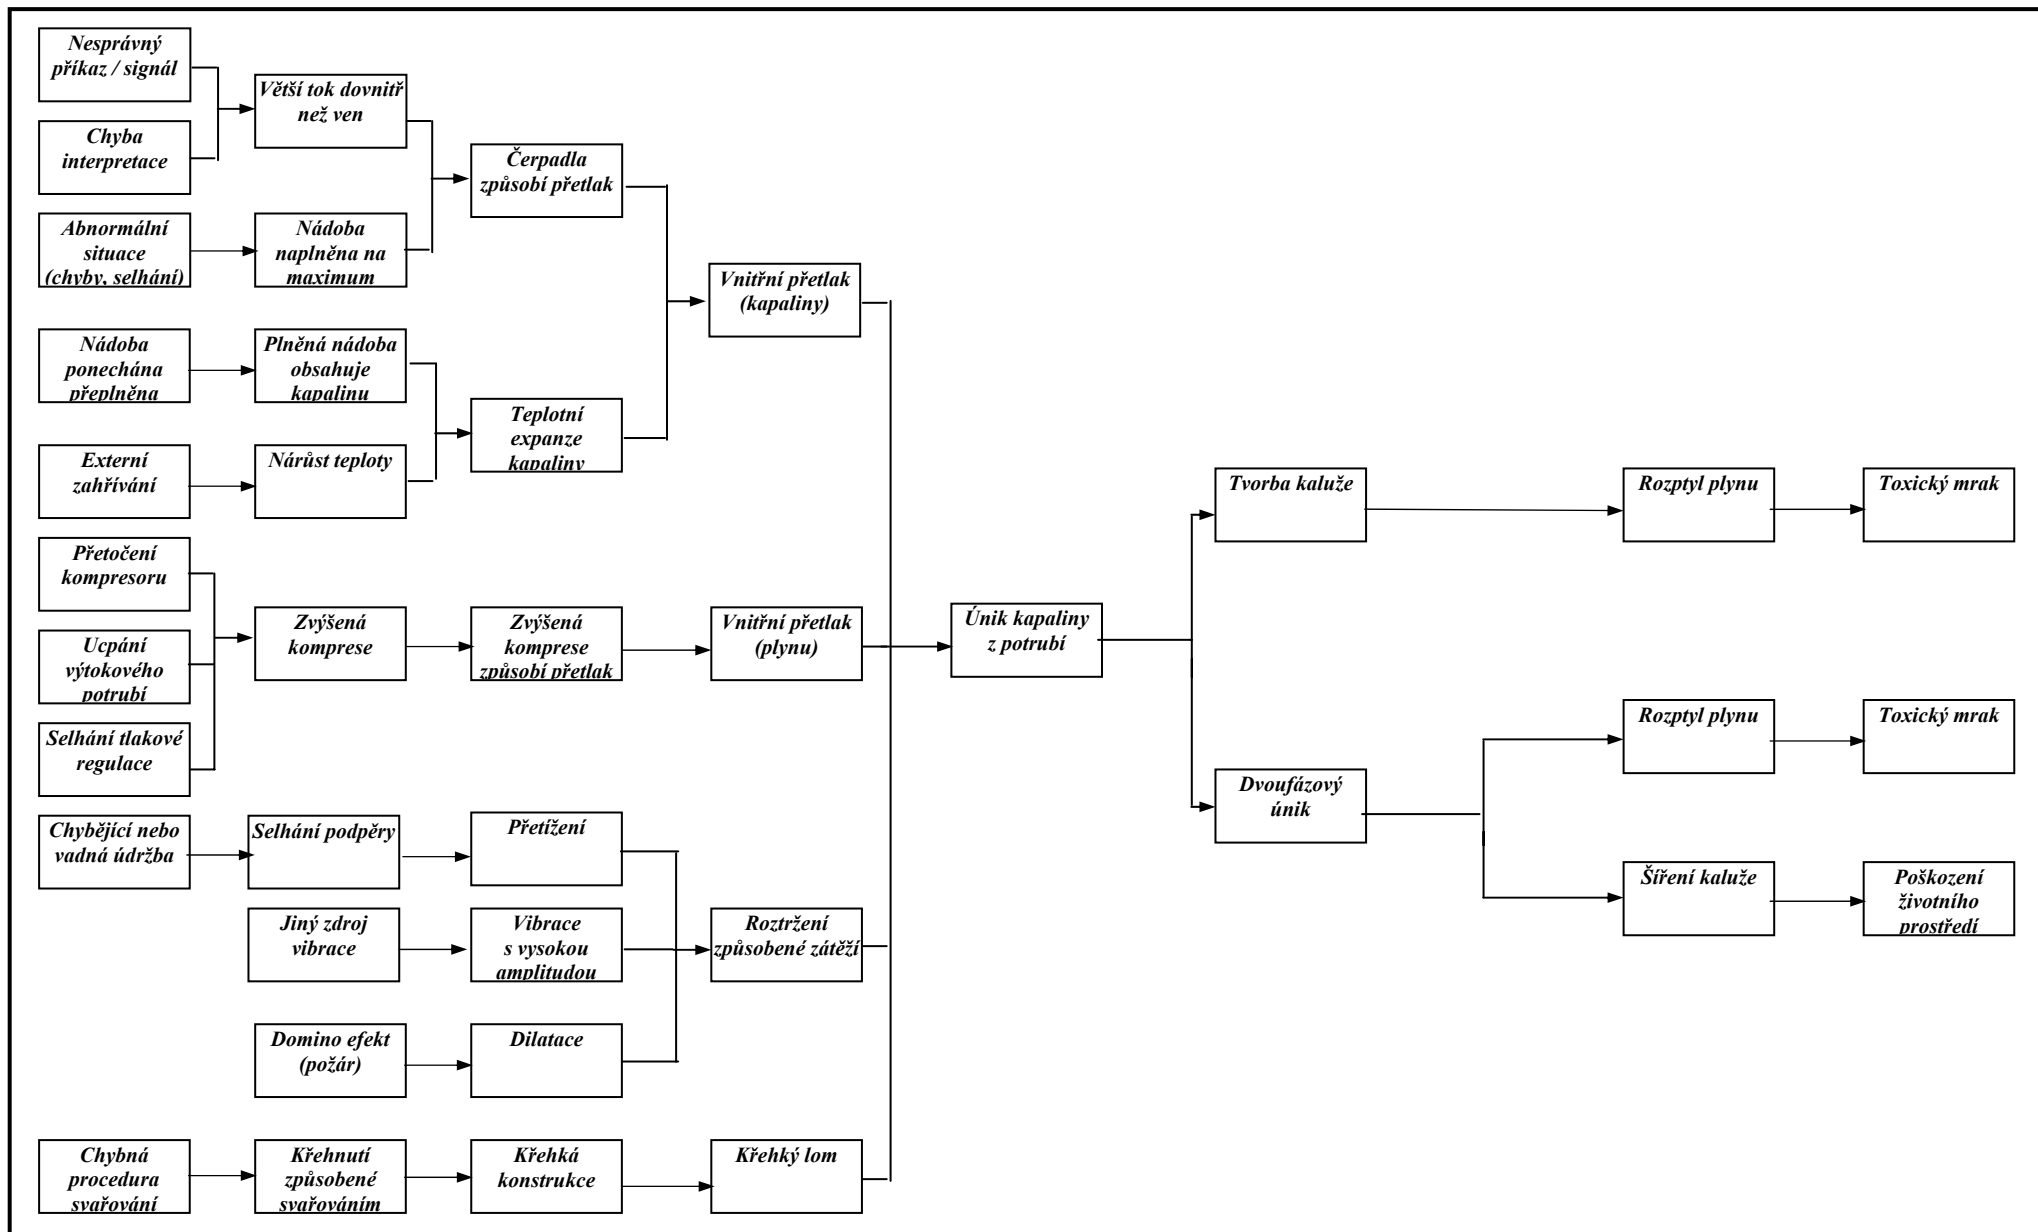 Nesprávný
příkaz / signál
Chyba
interpretace
Abnormální
situace
(chyby, selhání)
Nádoba
ponechána
přeplněna
Externí
zahřívání
Přetočení
kompresoru
Ucpání
výtokového
potrubí
Selhání tlakové
regulace
Chybějící nebo
vadná údržba
Chybná
procedura
svařování
Větší tok dovnitř
než ven
Nádoba
naplněna na
maximum
Plněná nádoba
obsahuje
kapalinu
Nárůst teploty
Zvýšená
komprese
Selhání podpěry
Jiný zdroj
vibrace
Domino efekt
(požár)
Křehnutí
způsobené
svařováním
Čerpadla
způsobí přetlak
Teplotní
expanze
kapaliny
Zvýšená
komprese
způsobí přetlak
Přetížení
Vibrace
s vysokou
amplitudou
Dilatace
Křehká
konstrukce
Vnitřní přetlak
(kapaliny)
Vnitřní přetlak
(plynu)
Roztržení
způsobené zátěží
Křehký lom
Únik kapaliny
z potrubí
Tvorba kaluže
Dvoufázový
únik
Rozptyl plynu
Rozptyl plynu
Šíření kaluže
Toxický mrak
Toxický mrak
Poškození
životního
prostředí